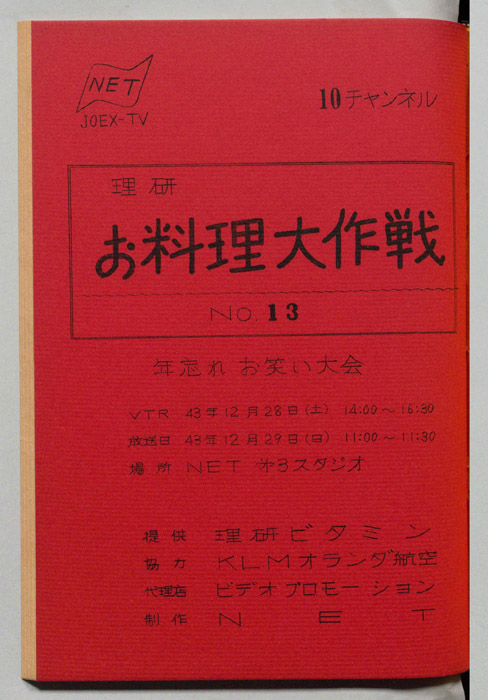 NET
JOEX-TV
10チャンネル
理研
お料理大作戦
NO.13
年忘れ お笑い大会
VTR 43年12月28日(土) 14:00〜16:30
放送日 43年12月29日(日) 11:00〜11:30
場所 NET 第3スタジオ
提供 理研ビタミン
協力 KLMオランダ航空
代理店 ビデオプロモーション
制作 NET